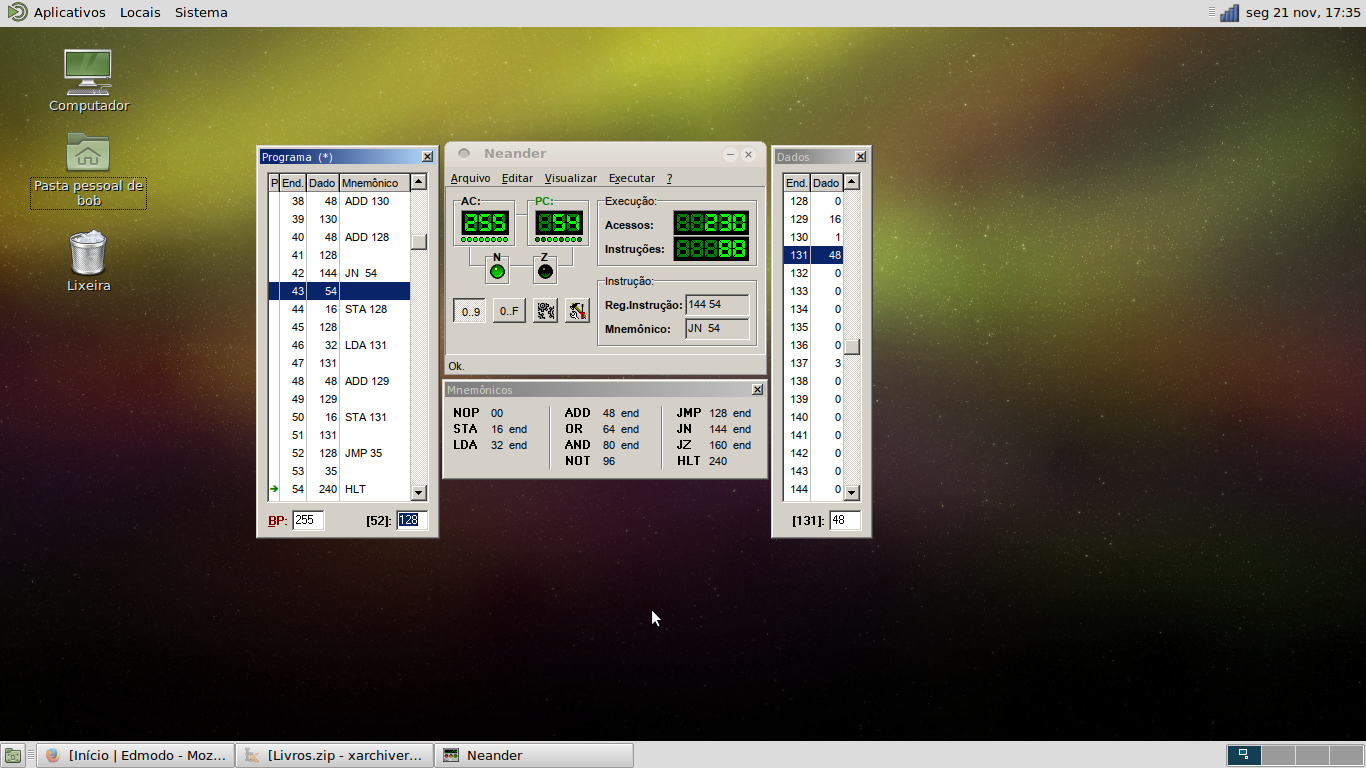 Aplicativos Locais Sistema seg 21 nov, 17:35
Computador
Pasta pessoal de
bob
Lixeira
Programa (*)
P End. Dado Mnemônico
38 48 ADD 130
39 130
40 48 ADD 128
41 128
42 144 JN 54
43 54
44 16 STA 128
45 128
46 32 LDA 131
47 131
48 48 ADD 129
49 129
50 16 STA 131
51 131
52 128 JMP 35
53 35
54 240 HLT
BP: 255 [52]: 128
Neander
Arquivo Editar Visualizar Executar ?
AC: PC: Execução:
255 54 Acessos: 230
Instruções: 88
N Z
Instrução:
0..9 0..F Reg.Instrução: 144 54
Mnemônico: JN 54
Ok.
Mnemônicos
NOP 00 ADD 48 end JMP 128 end
STA 16 end OR 64 end JN 144 end
LDA 32 end AND 80 end JZ 160 end
NOT 96 HLT 240
Dados
End. Dado
128 0
129 16
130 1
131 48
132 0
133 0
134 0
135 0
136 0
137 3
138 0
139 0
140 0
141 0
142 0
143 0
144 0
[131]: 48
[Início | Edmodo - Moz... [Livros.zip - xarchiver... Neander